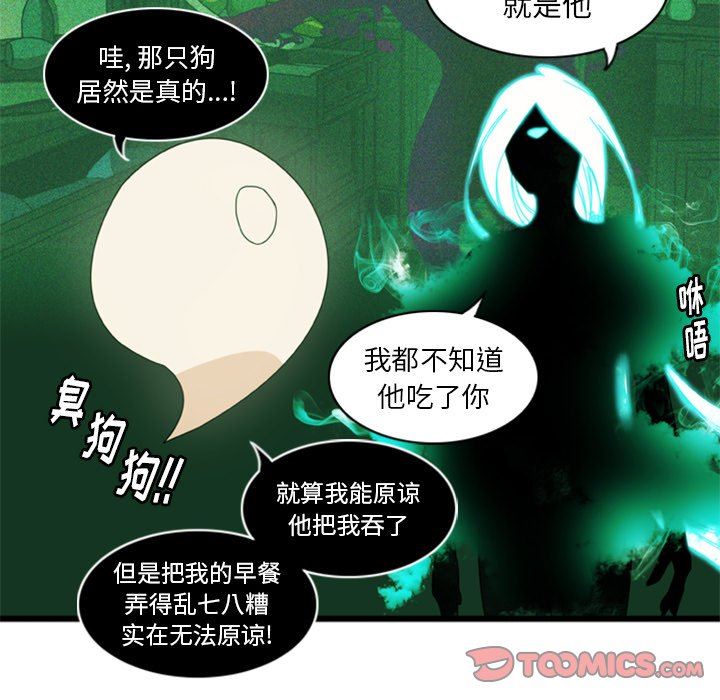 就是他
哇,那只狗
居然是真的...!
咻
唔
我都不知道
他吃了你
臭
狗
狗!!
就算我能原谅
他把我吞了
但是把我的早餐
弄得乱七八糟
实在无法原谅!
TOOMICS.COM